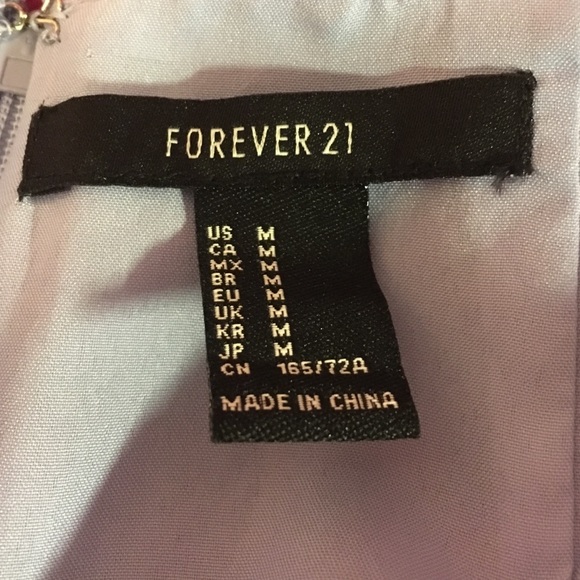 FOREVER 21
US M
CA M
MX M
BR M
EU M
UK M
KR M
JP M
CN 165/72A
MADE IN CHINA